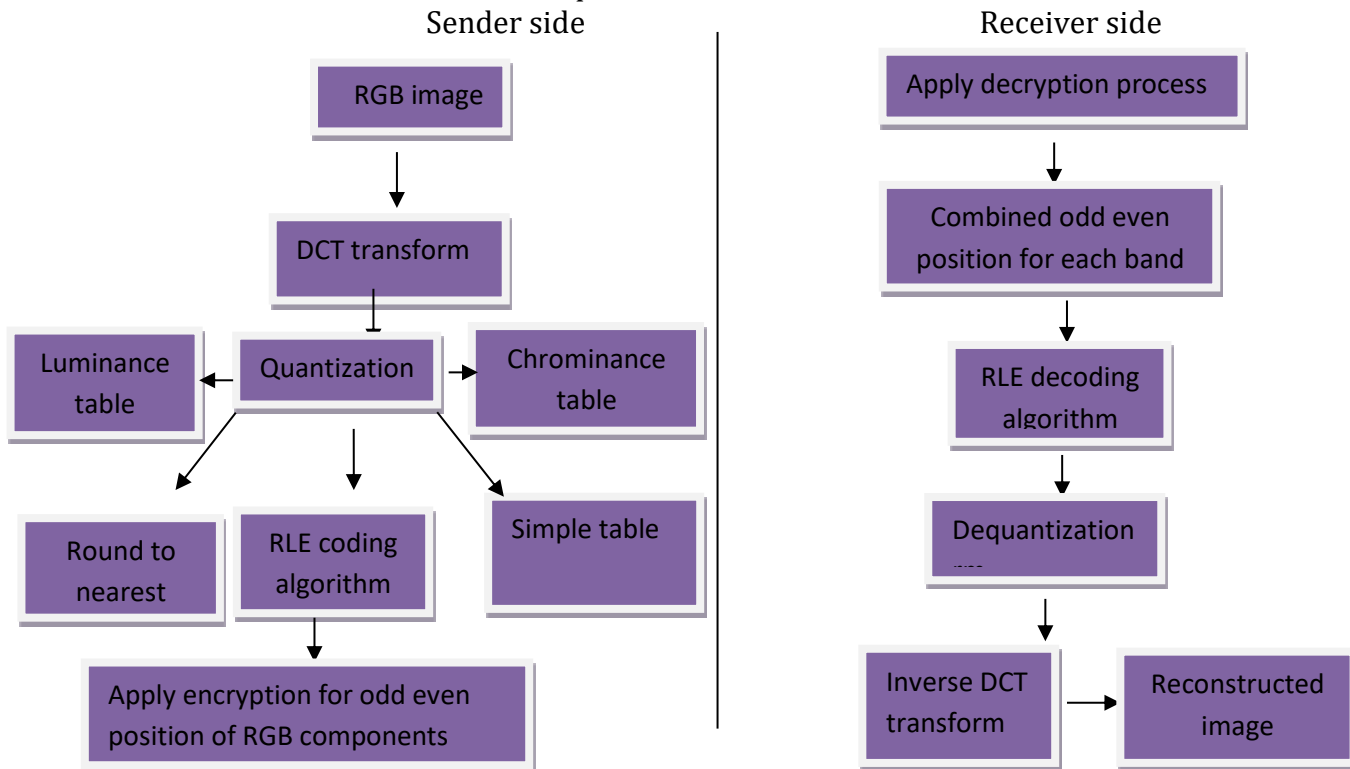 Sender side
RGB image
DCT transform
Luminance
table
Quantization
Chrominance
table
Round to
nearest
RLE coding
algorithm
Simple table
Apply encryption for odd even
position of RGB components
Receiver side
Apply decryption process
Combined odd even
position for each band
RLE decoding
algorithm
Dequantization
Inverse DCT
transform
Reconstructed
image